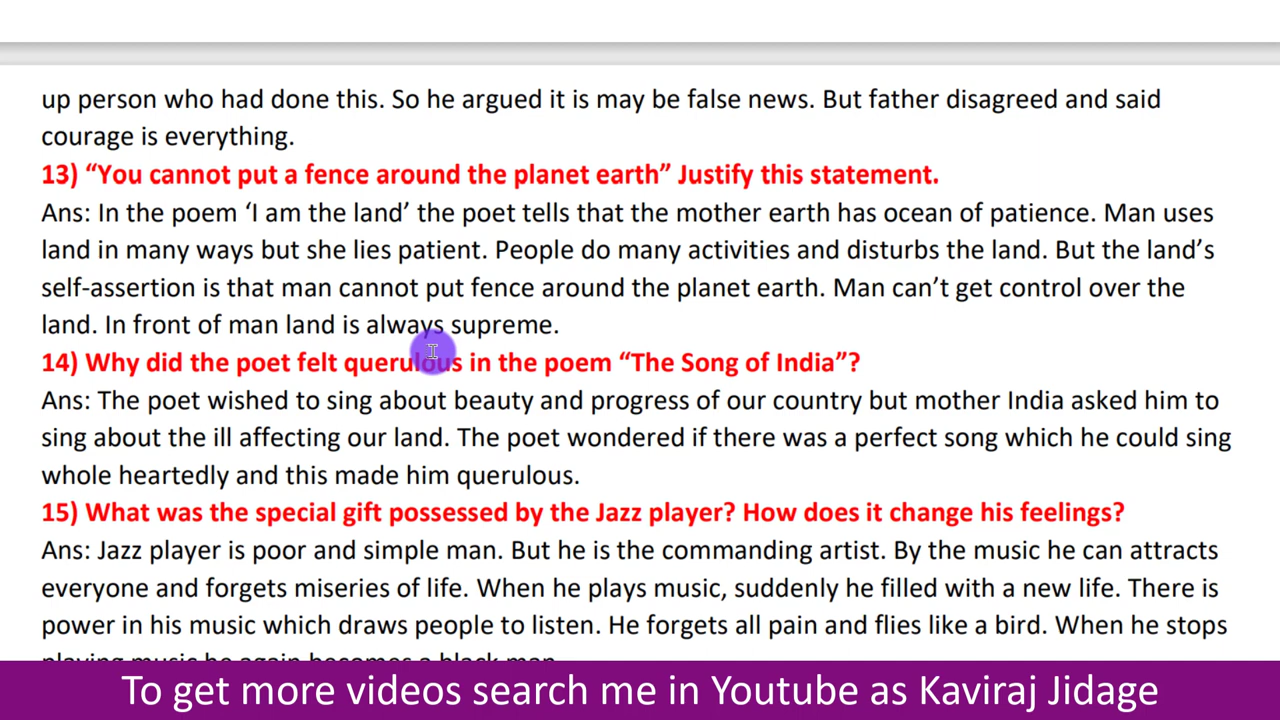 up person who had done this. So he argued it is may be false news. But father disagreed and said
courage is everything.
13) “You cannot put a fence around the planet earth” Justify this statement.
Ans: In the poem ‘I am the land’ the poet tells that the mother earth has ocean of patience. Man uses
land in many ways but she lies patient. People do many activities and disturbs the land. But the land’s
self-assertion is that man cannot put fence around the planet earth. Man can’t get control over the
land. In front of man land is always supreme.
14) Why did the poet felt querulous in the poem “The Song of India”?
Ans: The poet wished to sing about beauty and progress of our country but mother India asked him to
sing about the ill affecting our land. The poet wondered if there was a perfect song which he could sing
whole heartedly and this made him querulous.
15) What was the special gift possessed by the Jazz player? How does it change his feelings?
Ans: Jazz player is poor and simple man. But he is the commanding artist. By the music he can attracts
everyone and forgets miseries of life. When he plays music, suddenly he filled with a new life. There is
power in his music which draws people to listen. He forgets all pain and flies like a bird. When he stops
playing music he again becomes a black man
To get more videos search me in Youtube as Kaviraj Jidage